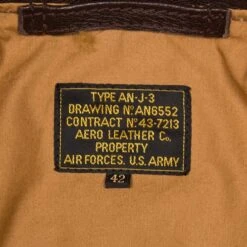 TYPE AN-J-3
DRAWING No. AN6552
CONTRACT No. 43-7213
AERO LEATHER Co.
PROPERTY
AIR FORCES. U.S. ARMY
42